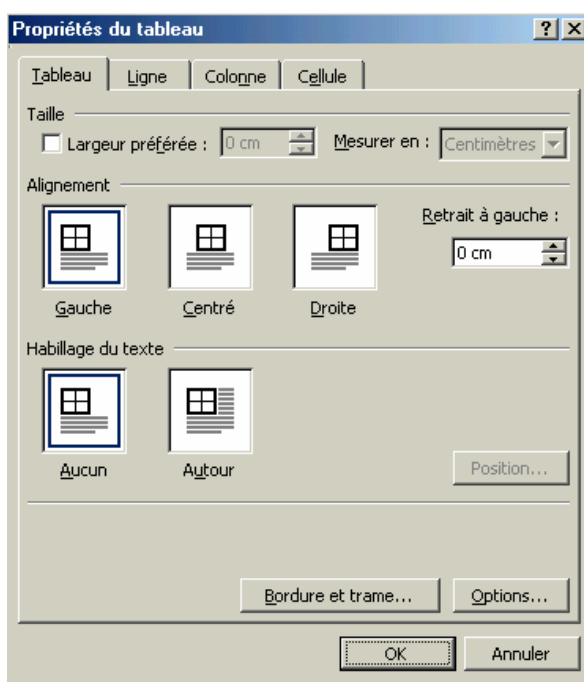 Propriétés du tableau ? X
Tableau Ligne Colonne Cellule
Taille
Largeur préférée : 0 cm Mesurer en : Centimètres
Alignement
Retrait à gauche :
0 cm
Gauche Centré Droite
Habillage du texte
Aucun Autour Position...
Bordure et trame... Options...
OK Annuler